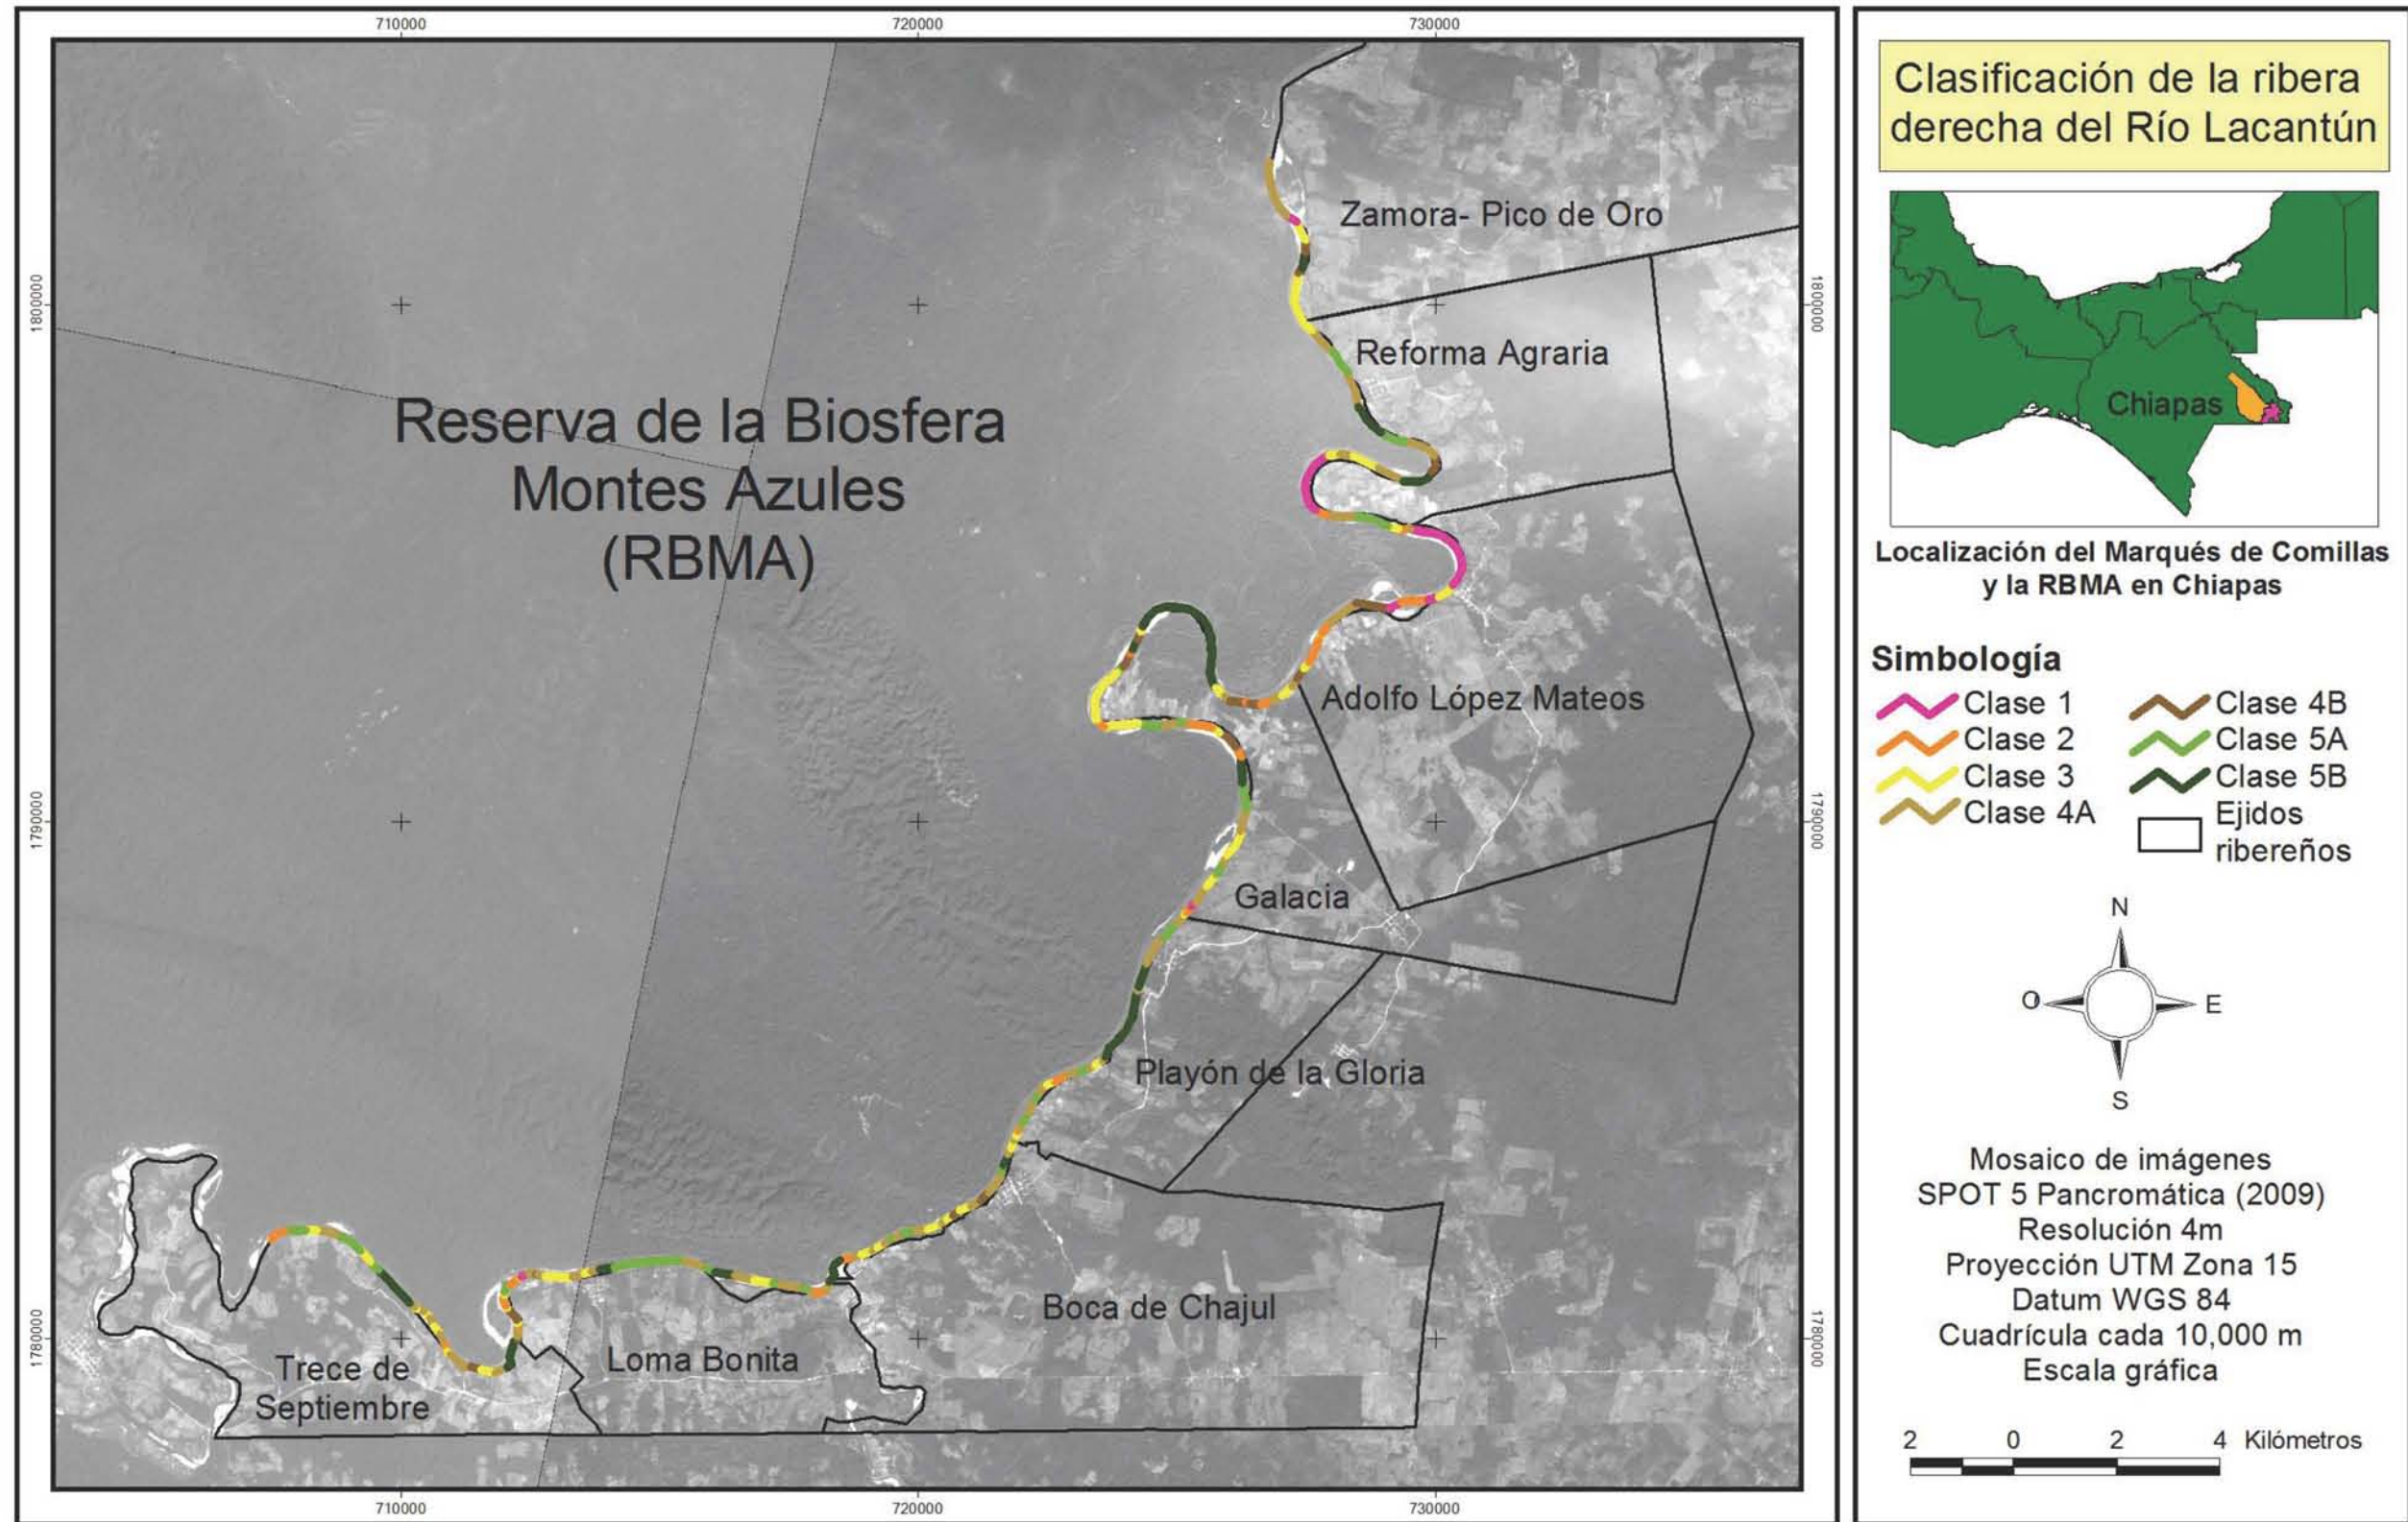 710000
720000
730000
1800000
1800000
1790000
1790000
1780000
1780000
710000
720000
730000
Zamora- Pico de Oro
Reforma Agraria
Reserva de la Biosfera
Montes Azules
(RBMA)
Adolfo López Mateos
Galacia
Playón de la Gloria
Boca de Chajul
Loma Bonita
Trece de
Septiembre
Clasificación de la ribera
derecha del Río Lacantún
Chiapas
Localización del Marqués de Comillas
y la RBMA en Chiapas
Simbología
Clase 1
Clase 2
Clase 3
Clase 4A
Clase 4B
Clase 5A
Clase 5B
Ejidos
ribereños
N
O
E
S
Mosaico de imágenes
SPOT 5 Pancromática (2009)
Resolución 4m
Proyección UTM Zona 15
Datum WGS 84
Cuadrícula cada 10,000 m
Escala gráfica
2 0 2 4 Kilómetros